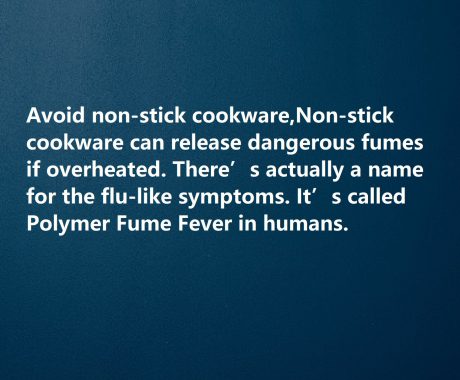 Avoid non-stick cookware,Non-stick
cookware can release dangerous fumes
if overheated. There’s actually a name
for the flu-like symptoms. It’s called
Polymer Fume Fever in humans.